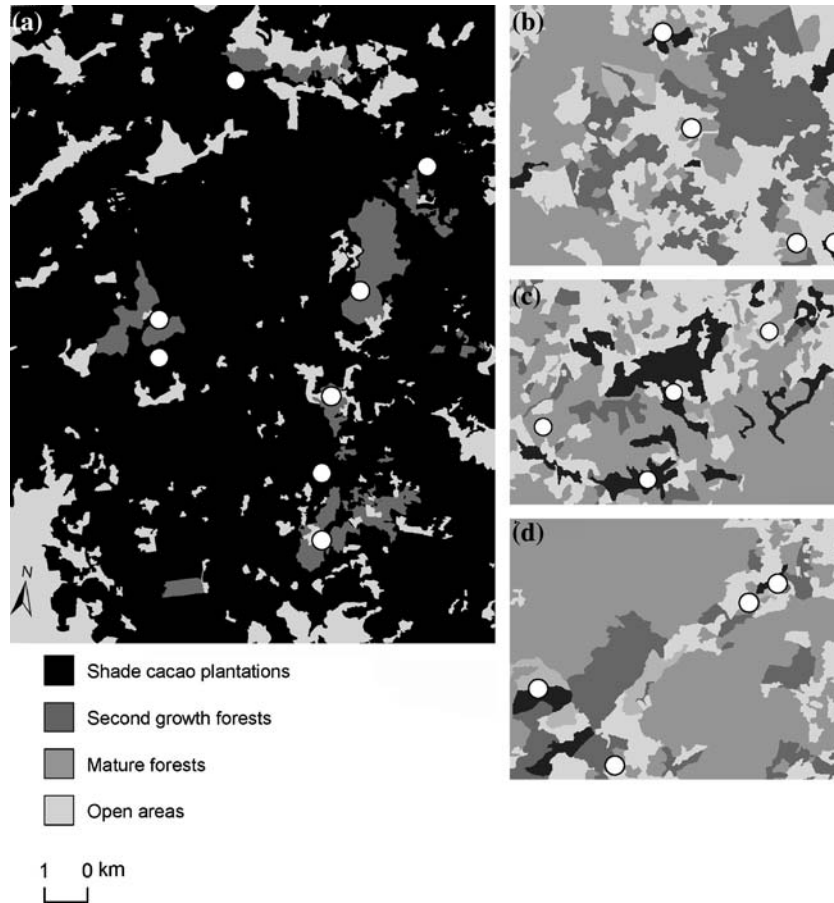 (a)
(b)
(c)
(d)
N
Shade cacao plantations
Second growth forests
Mature forests
Open areas
1 0 km